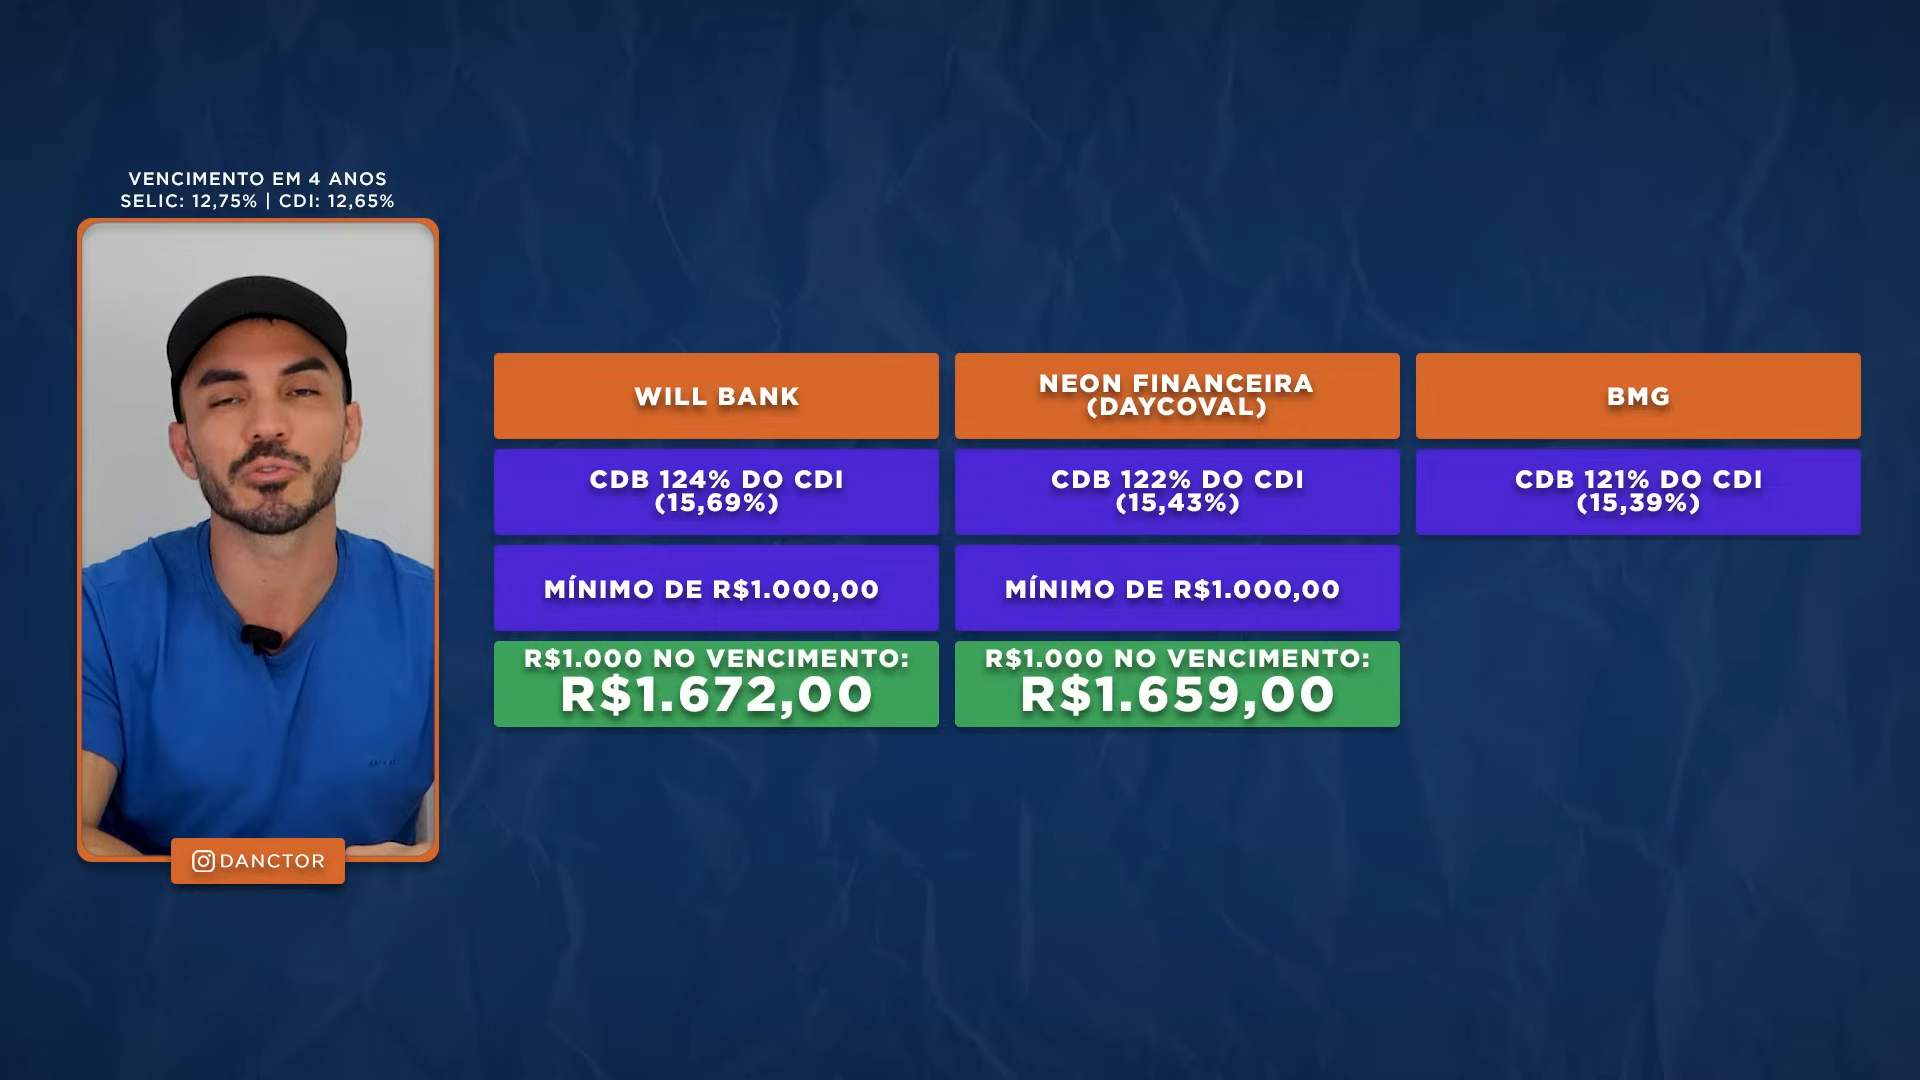 VENCIMENTO EM 4 ANOS
SELIC: 12,75% | CDI: 12,65%
DANCTOR
WILL BANK
CDB 124% DO CDI
(15,69%)
MÍNIMO DE R$1.000,00
R$1.000 NO VENCIMENTO:
R$1.672,00
NEON FINANCEIRA
(DAYCOVAL)
CDB 122% DO CDI
(15,43%)
MÍNIMO DE R$1.000,00
R$1.000 NO VENCIMENTO:
R$1.659,00
BMG
CDB 121% DO CDI
(15,39%)